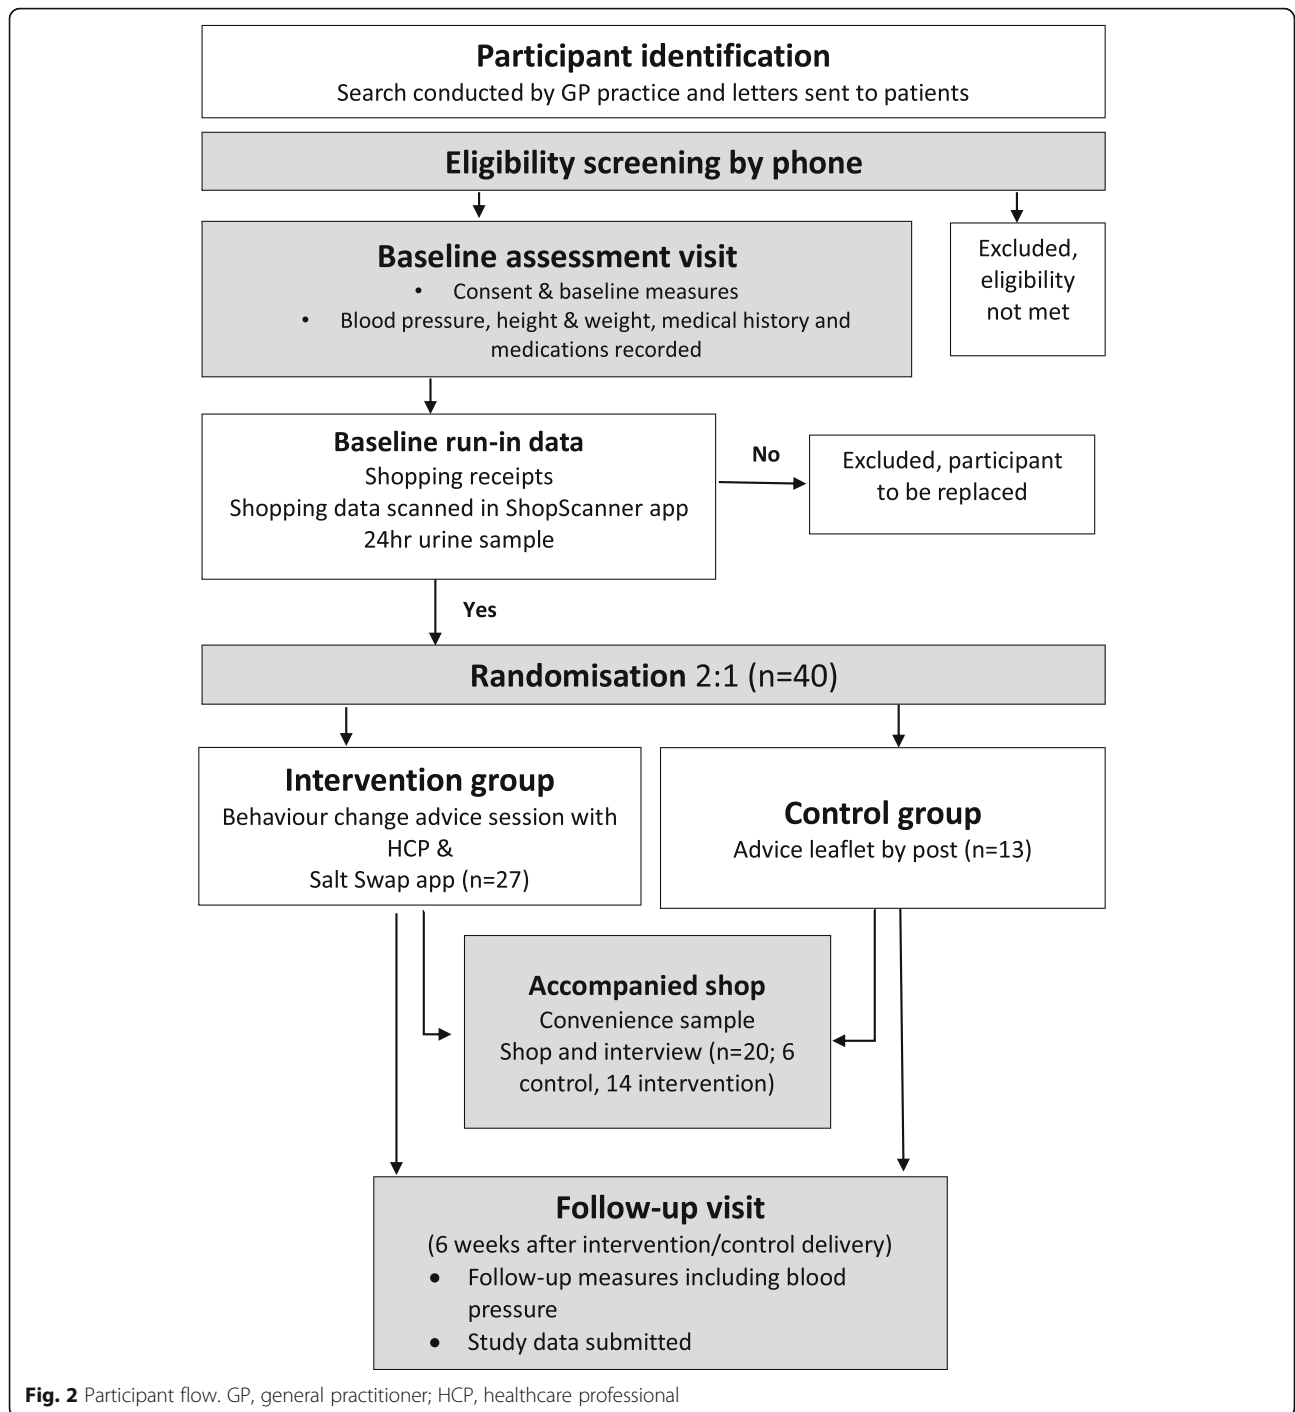 Participant identification
Search conducted by GP practice and letters sent to patients
Eligibility screening by phone
Baseline assessment visit
• Consent & baseline measures
• Blood pressure, height & weight, medical history and
medications recorded
Excluded,
eligibility
not met
Baseline run-in data
Shopping receipts
Shopping data scanned in ShopScanner app
24hr urine sample
No
Excluded, participant
to be replaced
Yes
Randomisation 2:1 (n=40)
Intervention group
Behaviour change advice session with
HCP &
Salt Swap app (n=27)
Control group
Advice leaflet by post (n=13)
Accompanied shop
Convenience sample
Shop and interview (n=20; 6
control, 14 intervention)
Follow-up visit
(6 weeks after intervention/control delivery)
• Follow-up measures including blood
pressure
• Study data submitted
Fig. 2 Participant flow. GP, general practitioner; HCP, healthcare professional